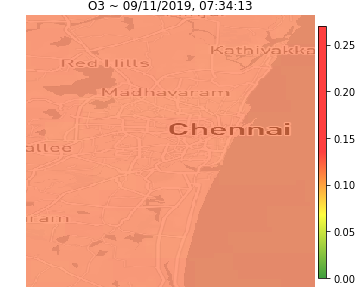 O3 ~ 09/11/2019, 07:34:13
Kathivakka
Red Hills
Madhavaram
Chennai
allee
ram
0.25
0.20
0.15
0.10
0.05
0.00